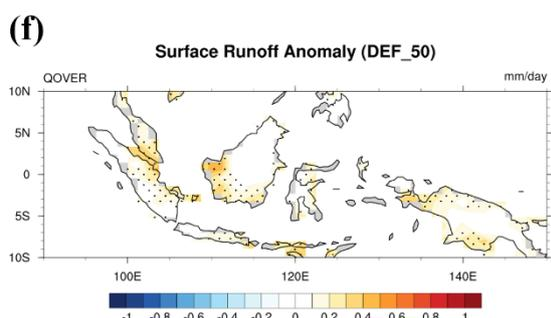 (f)
Surface Runoff Anomaly (DEF_50)
QOVER mm/day
10N
5N
0
5S
10S
100E 120E 140E
-1 -0.8 -0.6 -0.4 -0.2 0 0.2 0.4 0.6 0.8 1